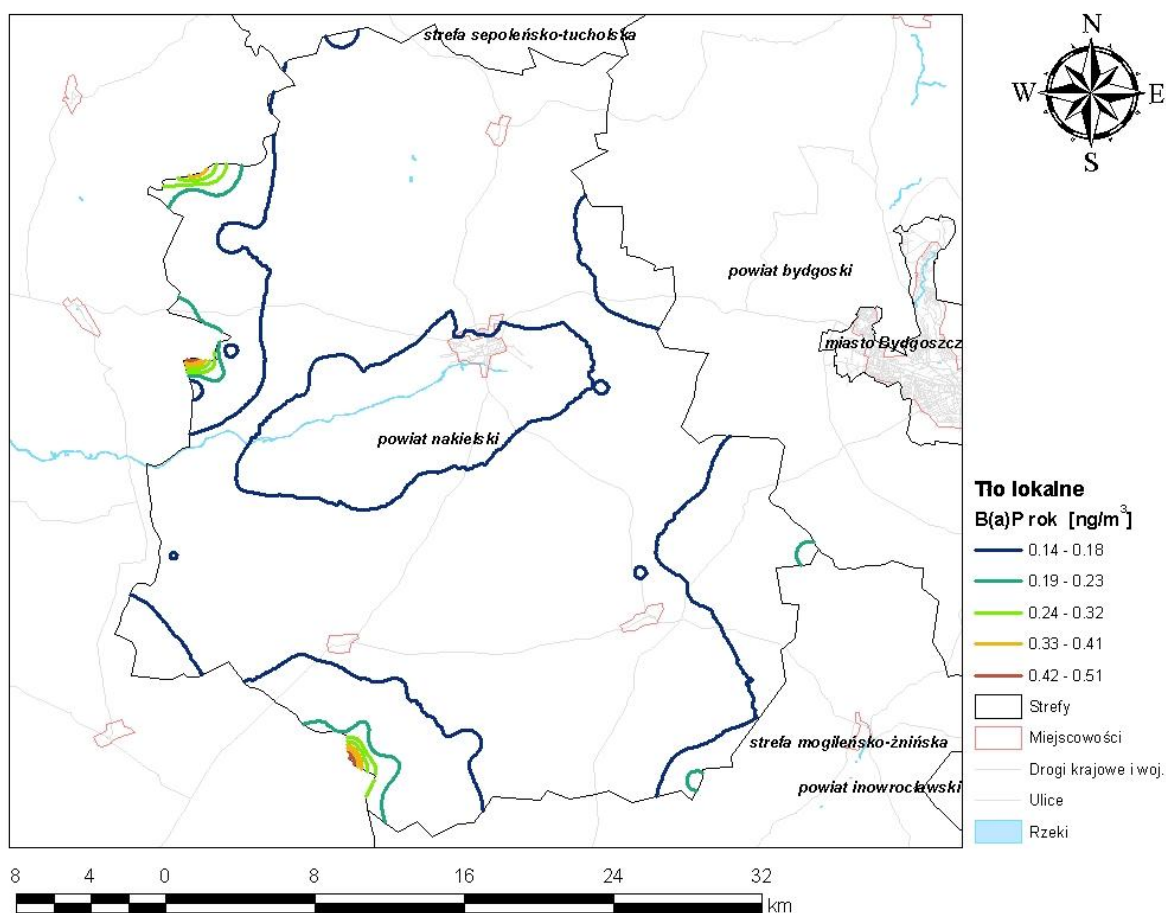 strefa sepoleńsko-tucholska
N
W
E
S
powiat bydgoski
miasto Bydgoszcz
powiat nakielski
Tło lokalne
B(a)P rok [ng/m³]
0.14 - 0.18
0.19 - 0.23
0.24 - 0.32
0.33 - 0.41
0.42 - 0.51
Strefy
strefa mogileńsko-żnińska
Miejscowości
Drogi krajowe i woj.
powiat inowrocławski
Ulice
Rzeki
8 4 0 8 16 24 32
km